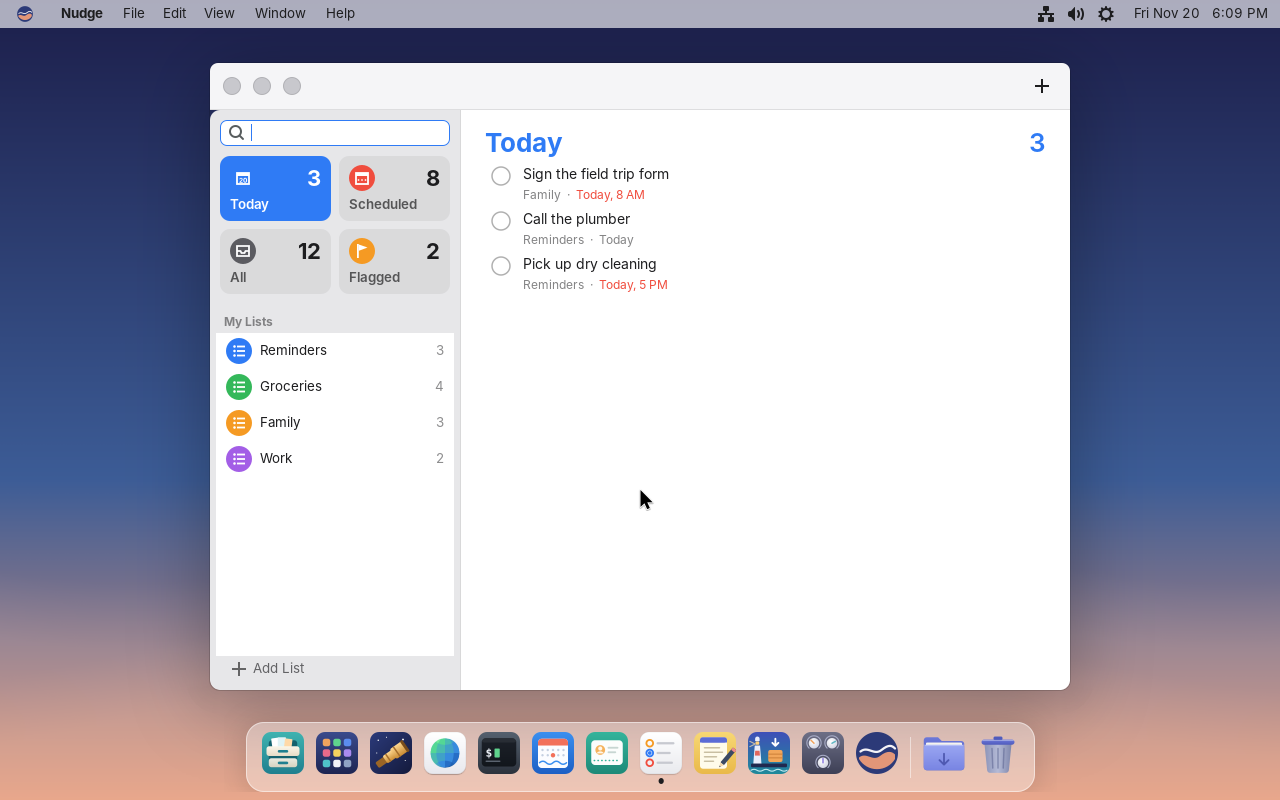 Nudge File Edit View Window Help Fri Nov 20 6:09 PM
Today 3
3 Today
8 Scheduled
12 All
2 Flagged
Sign the field trip form
Family · Today, 8 AM
Call the plumber
Reminders · Today
Pick up dry cleaning
Reminders · Today, 5 PM
My Lists
Reminders 3
Groceries 4
Family 3
Work 2
Add List